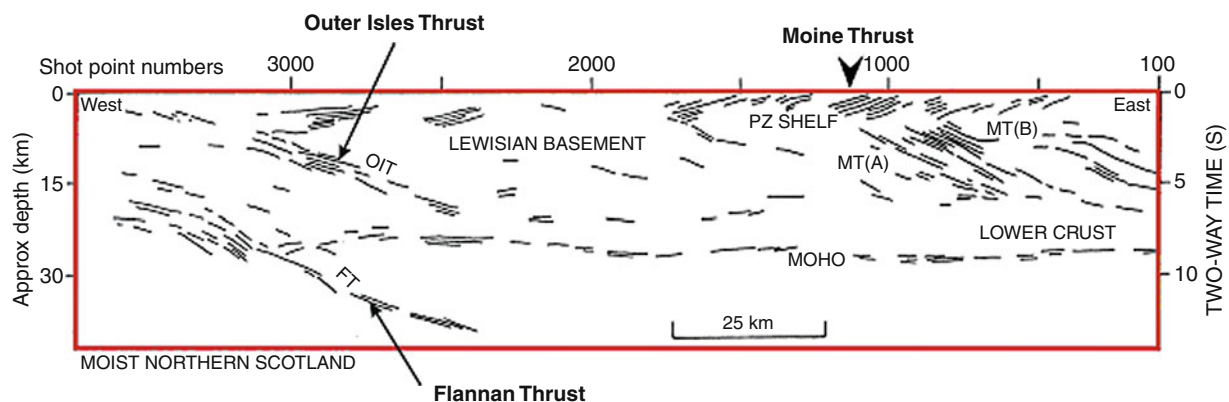 Outer Isles Thrust
Moine Thrust
Shot point numbers
3000
2000
1000
100
0
West
East
0
PZ SHELF
MT(B)
LEWISIAN BASEMENT
OIT
MT(A)
15
5
LOWER CRUST
MOHO
30
FT
10
25 km
Approx depth (km)
TWO-WAY TIME (S)
MOIST NORTHERN SCOTLAND
Flannan Thrust